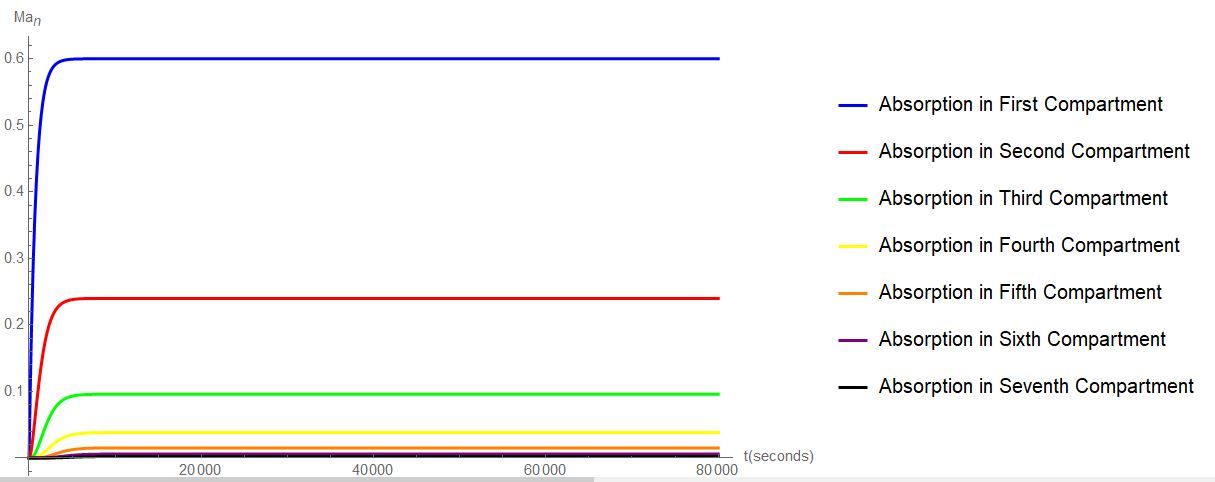 Ma_n
0.6
0.5
0.4
0.3
0.2
0.1
20000 40000 60000 80000 t(seconds)
Absorption in First Compartment
Absorption in Second Compartment
Absorption in Third Compartment
Absorption in Fourth Compartment
Absorption in Fifth Compartment
Absorption in Sixth Compartment
Absorption in Seventh Compartment